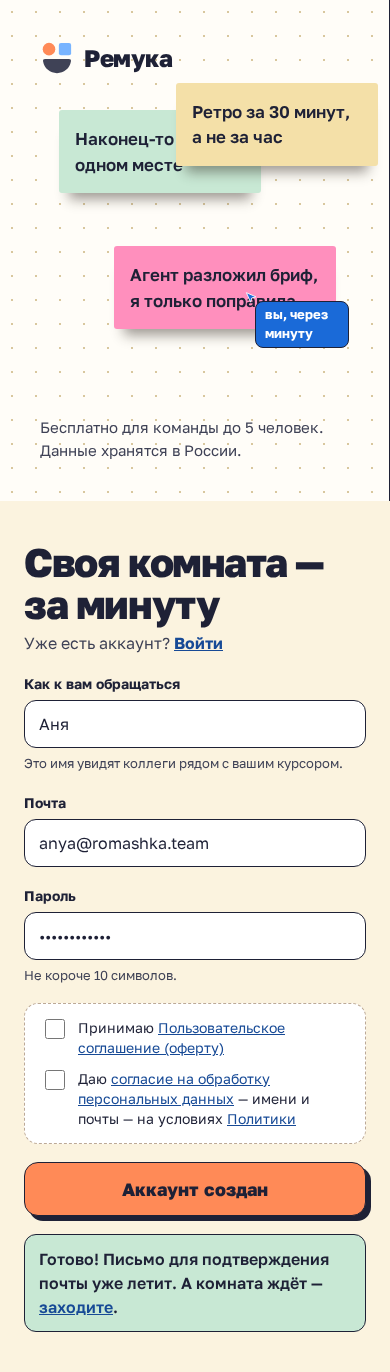 Ремука
Ретро за 30 минут,
а не за час
Наконец-то
одном месте
Агент разложил бриф,
я только поправила
вы, через
минуту
Бесплатно для команды до 5 человек.
Данные хранятся в России.
Своя комната —
за минуту
Уже есть аккаунт? Войти
Как к вам обращаться
Аня
Это имя увидят коллеги рядом с вашим курсором.
Почта
anya@romashka.team
Пароль
••••••••••••
Не короче 10 символов.
Принимаю Пользовательское
соглашение (оферту)
Даю согласие на обработку
персональных данных — имени и
почты — на условиях Политики
Аккаунт создан
Готово! Письмо для подтверждения
почты уже летит. А комната ждёт —
заходите.